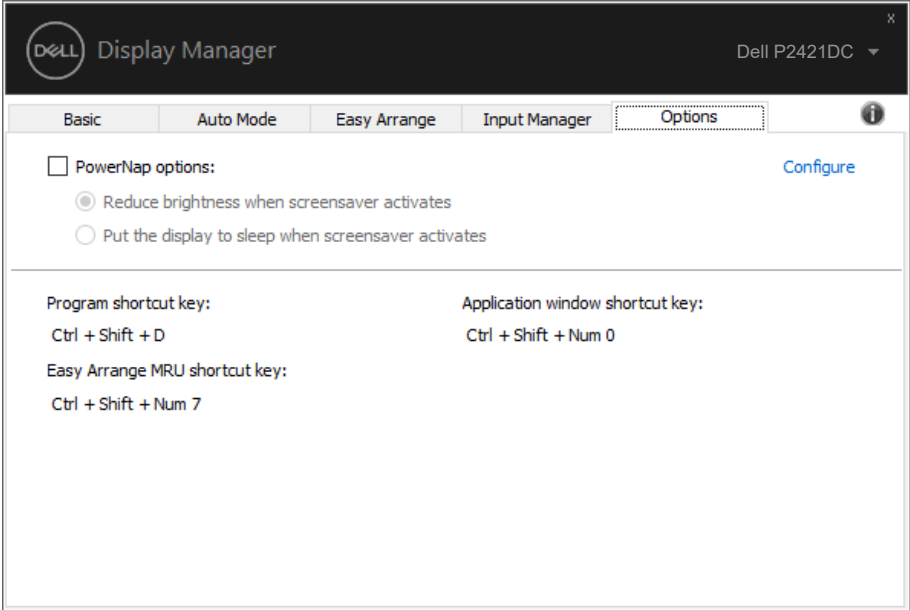 DELL Display Manager
x
Dell P2421DC
Basic Auto Mode Easy Arrange Input Manager Options
PowerNap options: Configure
Reduce brightness when screensaver activates
Put the display to sleep when screensaver activates
Program shortcut key: Application window shortcut key:
Ctrl + Shift + D Ctrl + Shift + Num 0
Easy Arrange MRU shortcut key:
Ctrl + Shift + Num 7